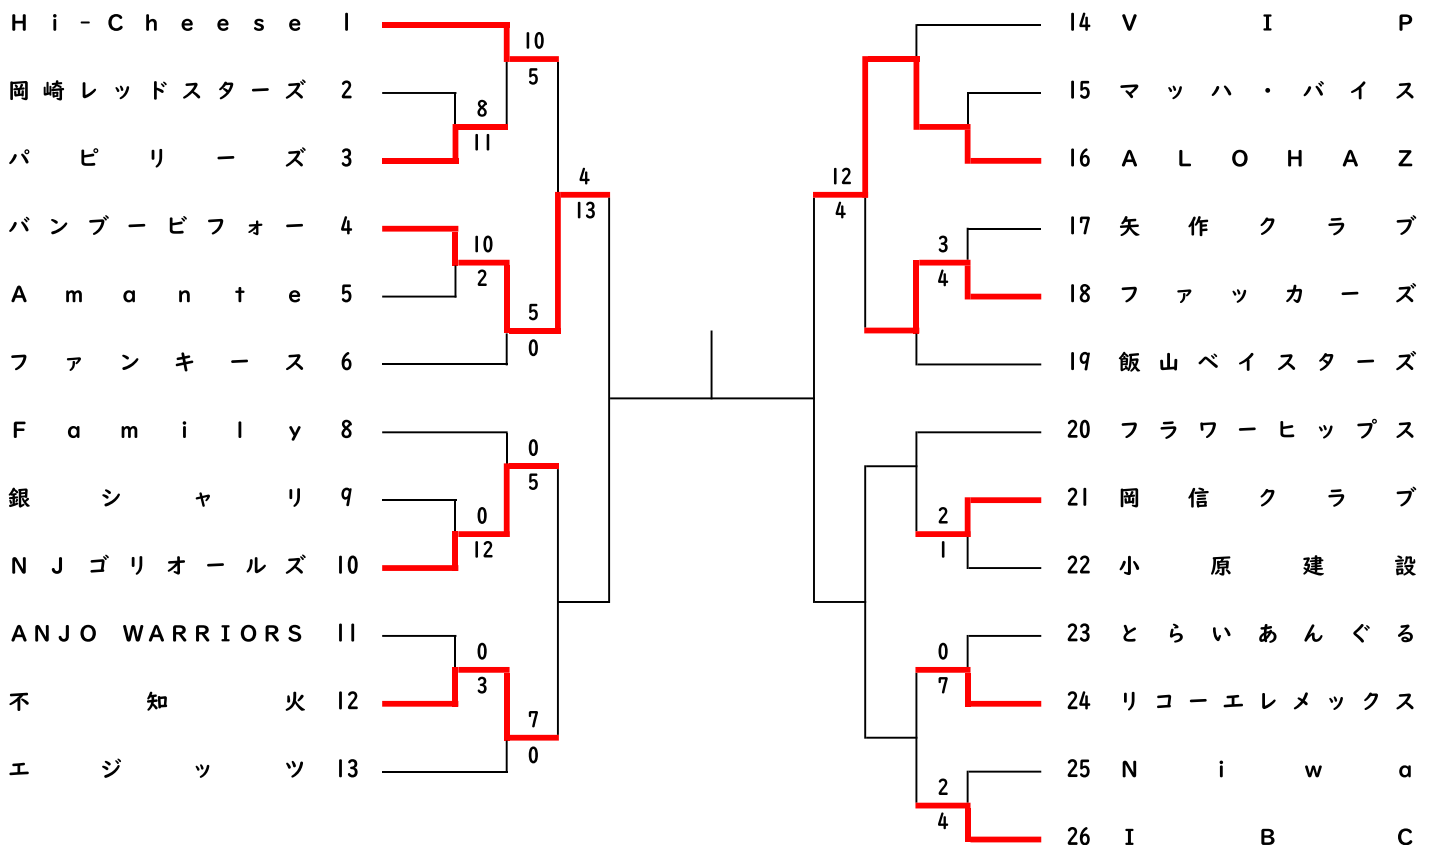 Hi-Cheese 1
10
5
岡崎レッドスターズ 2
8
11
パピリーズ 3
4
13
バンブービフォー 4
10
2
Amante 5
5
0
ファンキース 6
Family 8
0
5
銀シャリ 9
0
12
NJゴリオールズ 10
ANJO WARRIORS 11
0
3
不知火 12
7
0
エジッツ 13
14 VIP
15 マッハ・バイス
16 ALOHAZ
12
4
17 矢作クラブ
3
4
18 ファッカーズ
19 飯山ベイスターズ
20 フラワーヒップス
21 岡信クラブ
2
1
22 小原建設
23 とらいあんぐる
0
7
24 リコーエレメックス
25 Niwa
2
4
26 IBC